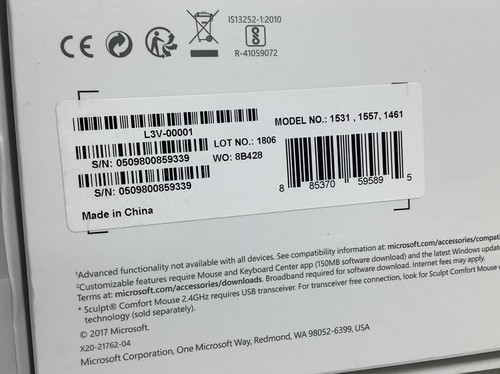 CE
IS13252-1:2010
R-41059072
L3V-00001
MODEL NO.: 1531 , 1557, 1461
S/N: 0509800859339
LOT NO.: 1806
WO: 8B428
S/N: 0509800859339
8 85370 59589 5
Made in China
¹Advanced functionality not available with all devices. See compatibility information at: microsoft.com/accessories/compati
²Customizable features require Mouse and Keyboard Center app (150MB software download) and the latest Windows update
Terms at: microsoft.com/accessories/downloads. Broadband required for software download. Internet fees may apply.
* Sculpt® Comfort Mouse 2.4GHz requires USB transceiver. For transceiver free connection, look for Sculpt Comfort Mouse
technology (sold separately).
© 2017 Microsoft.
X20-21762-04
Microsoft Corporation, One Microsoft Way, Redmond, WA 98052-6399, USA